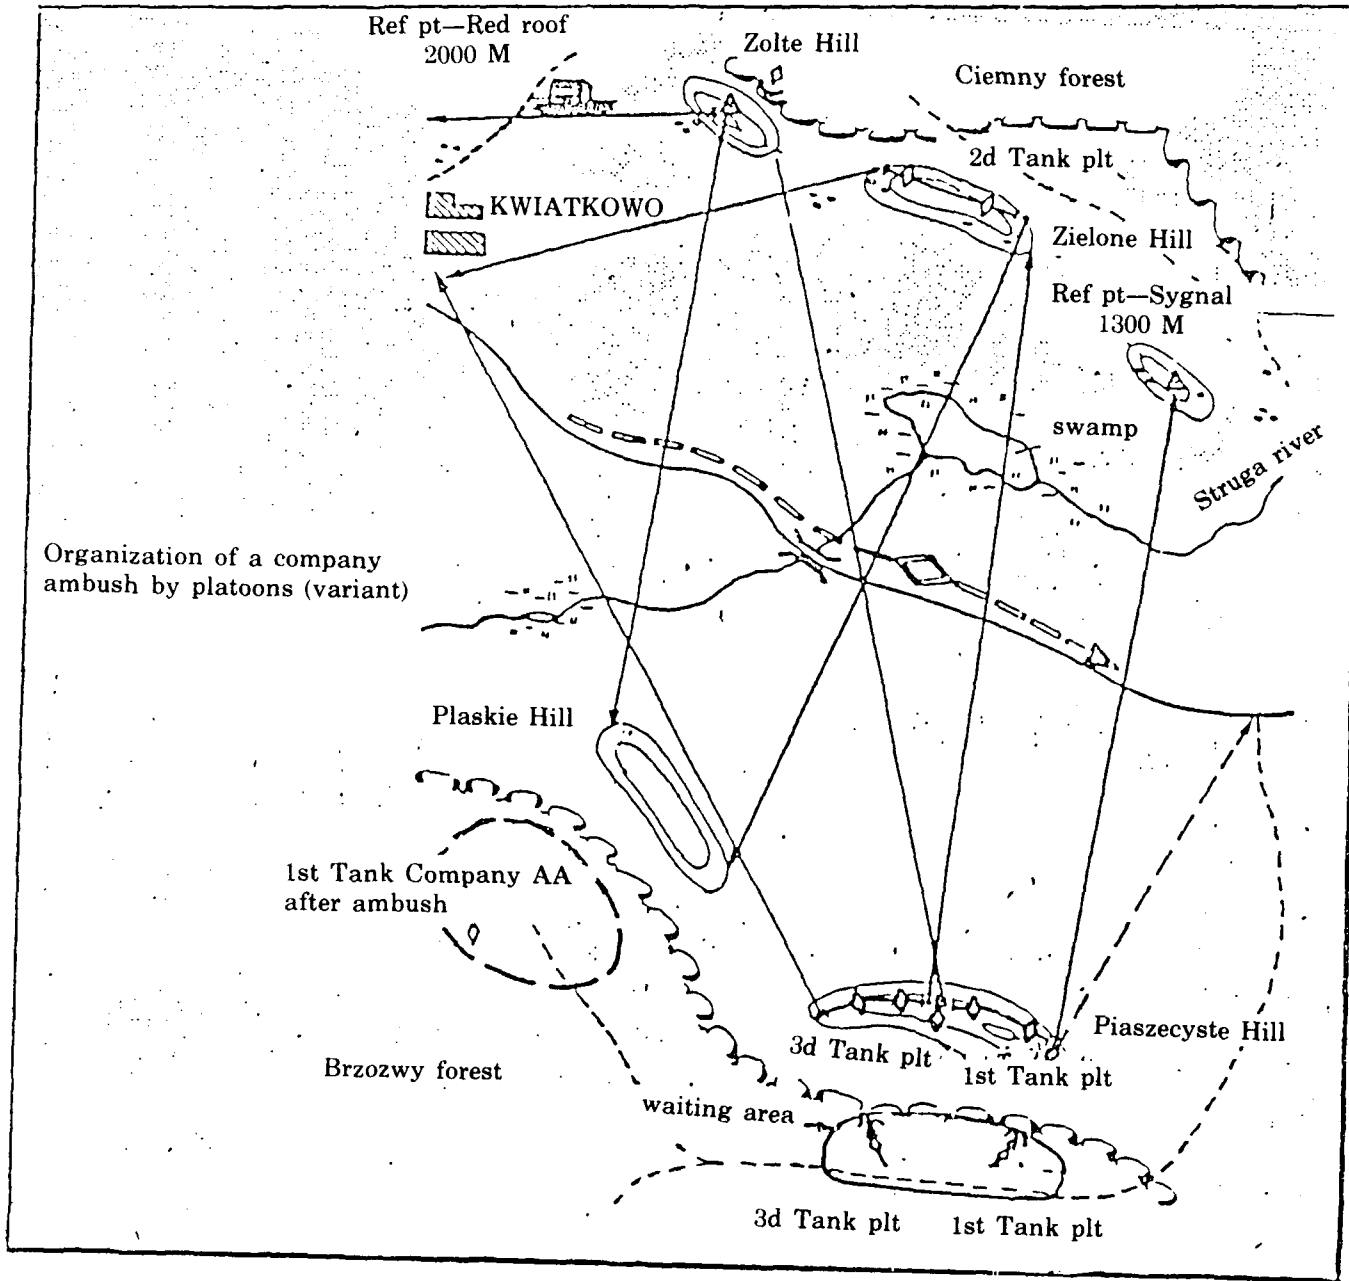 Ref pt—Red roof
2000 M
Zolte Hill
Ciemny forest
2d Tank plt
KWIATKOWO
Zielone Hill
Ref pt—Sygnal
1300 M
swamp
Struga river
Organization of a company
ambush by platoons (variant)
Plaskie Hill
1st Tank Company AA
after ambush
Piaszecyste Hill
3d Tank plt
1st Tank plt
Brzozwy forest
waiting area
3d Tank plt
1st Tank plt